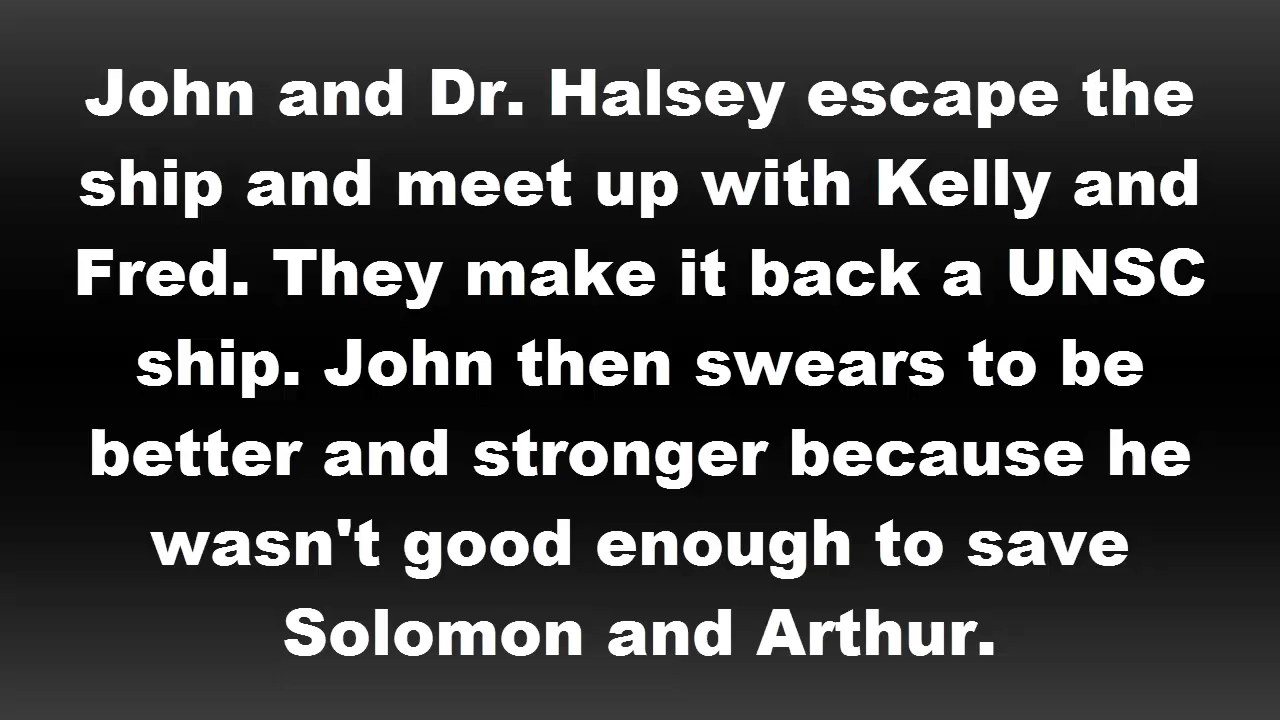 John and Dr. Halsey escape the
ship and meet up with Kelly and
Fred. They make it back a UNSC
ship. John then swears to be
better and stronger because he
wasn't good enough to save
Solomon and Arthur.